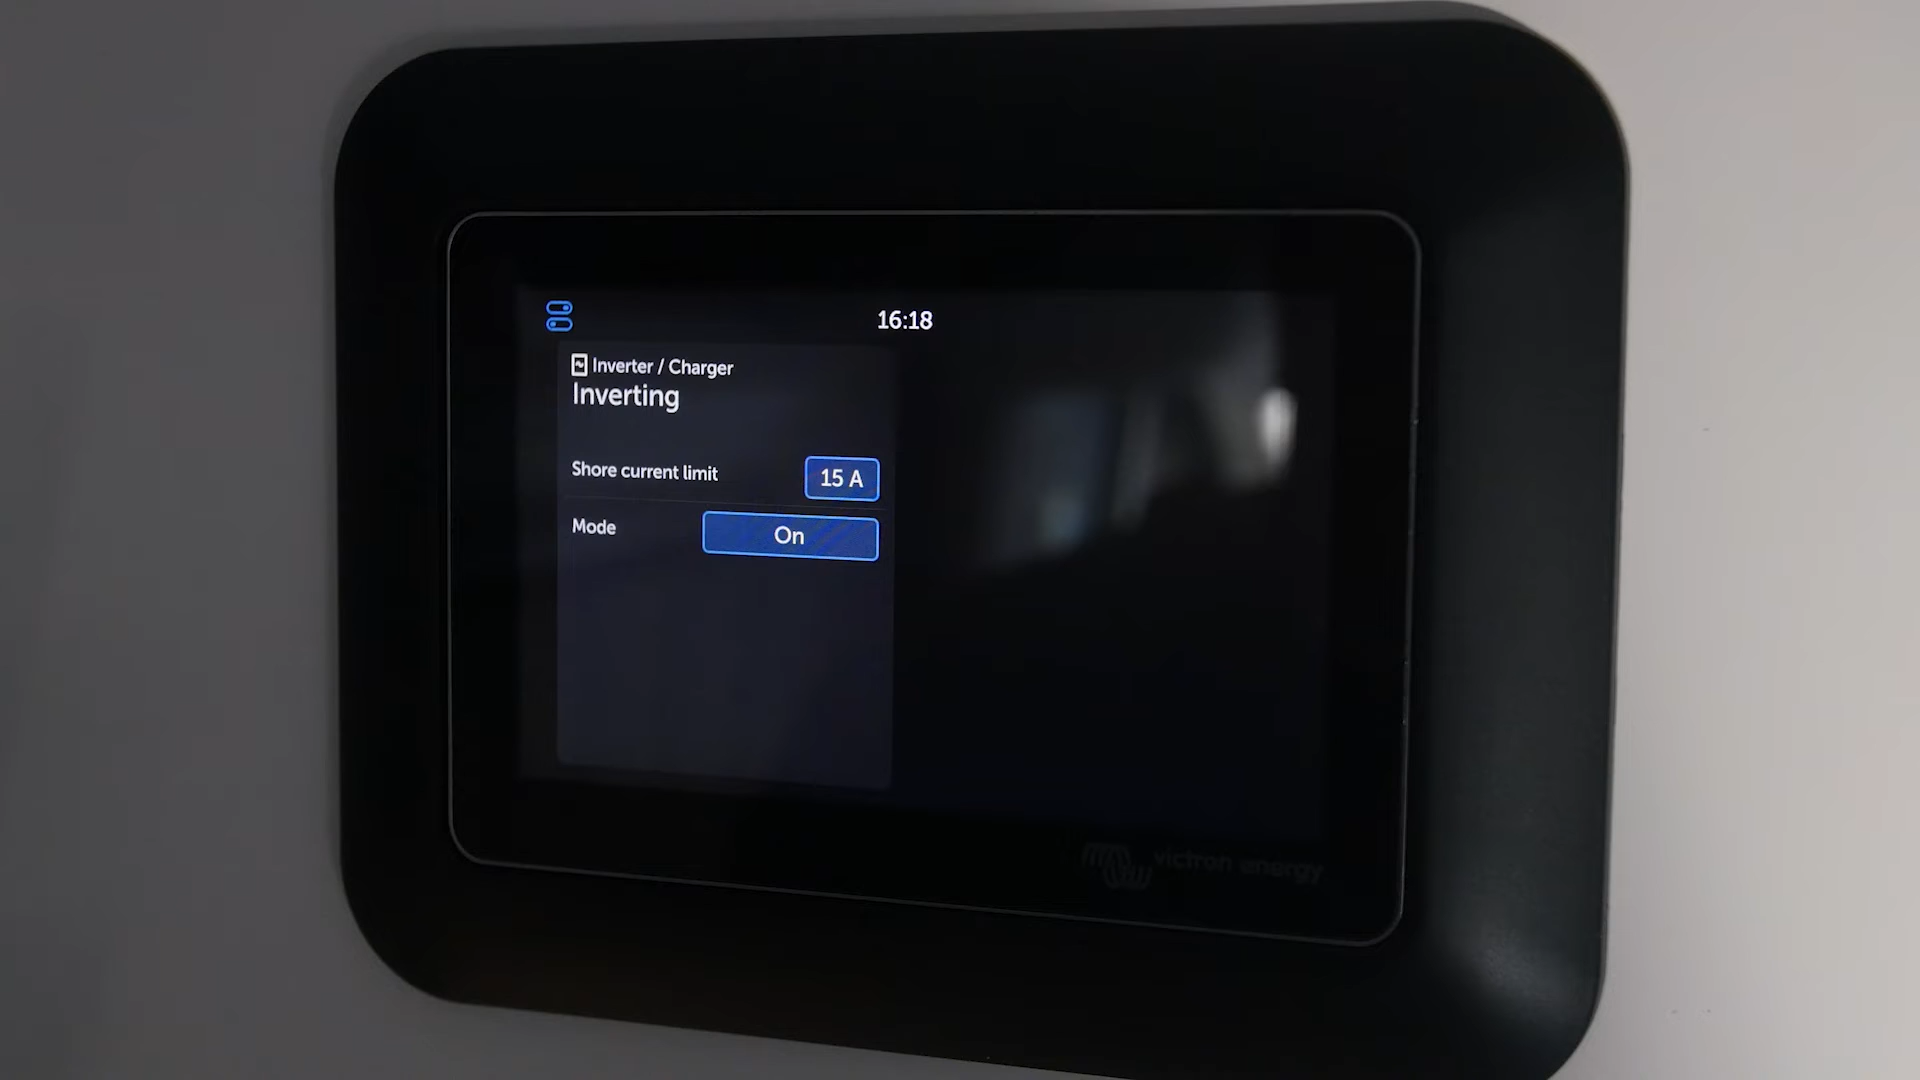 16:18
Inverter / Charger
Inverting
Shore current limit
15 A
Mode
On
victron energy